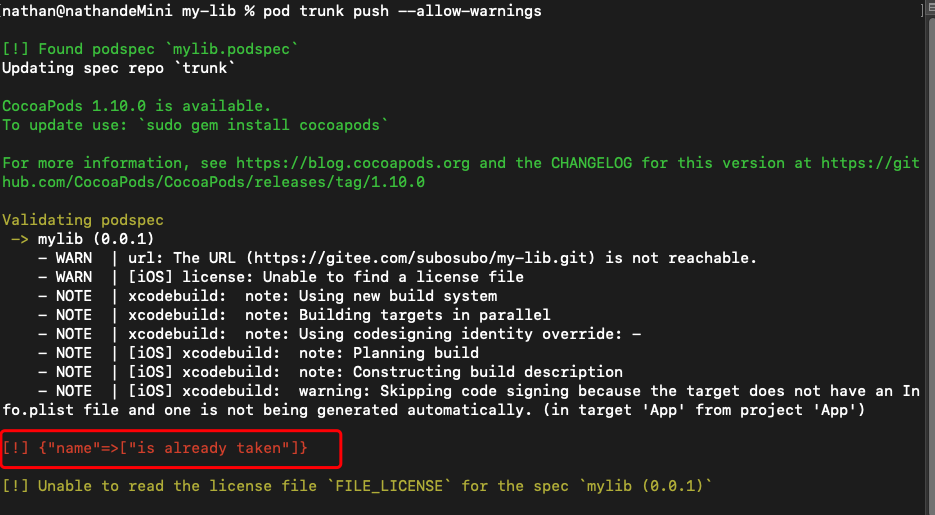 [nathan@nathandeMini my-lib % pod trunk push --allow-warnings ]
[!] Found podspec `mylib.podspec`
Updating spec repo `trunk`
CocoaPods 1.10.0 is available.
To update use: `sudo gem install cocoapods`
For more information, see https://blog.cocoapods.org and the CHANGELOG for this version at https://git
hub.com/CocoaPods/CocoaPods/releases/tag/1.10.0
Validating podspec
-> mylib (0.0.1)
- WARN | url: The URL (https://gitee.com/subosubo/my-lib.git) is not reachable.
- WARN | [iOS] license: Unable to find a license file
- NOTE | xcodebuild: note: Using new build system
- NOTE | xcodebuild: note: Building targets in parallel
- NOTE | xcodebuild: note: Using codesigning identity override: -
- NOTE | [iOS] xcodebuild: note: Planning build
- NOTE | [iOS] xcodebuild: note: Constructing build description
- NOTE | [iOS] xcodebuild: warning: Skipping code signing because the target does not have an In
fo.plist file and one is not being generated automatically. (in target 'App' from project 'App')
[!] {"name"=>["is already taken"]}
[!] Unable to read the license file `FILE_LICENSE` for the spec `mylib (0.0.1)`